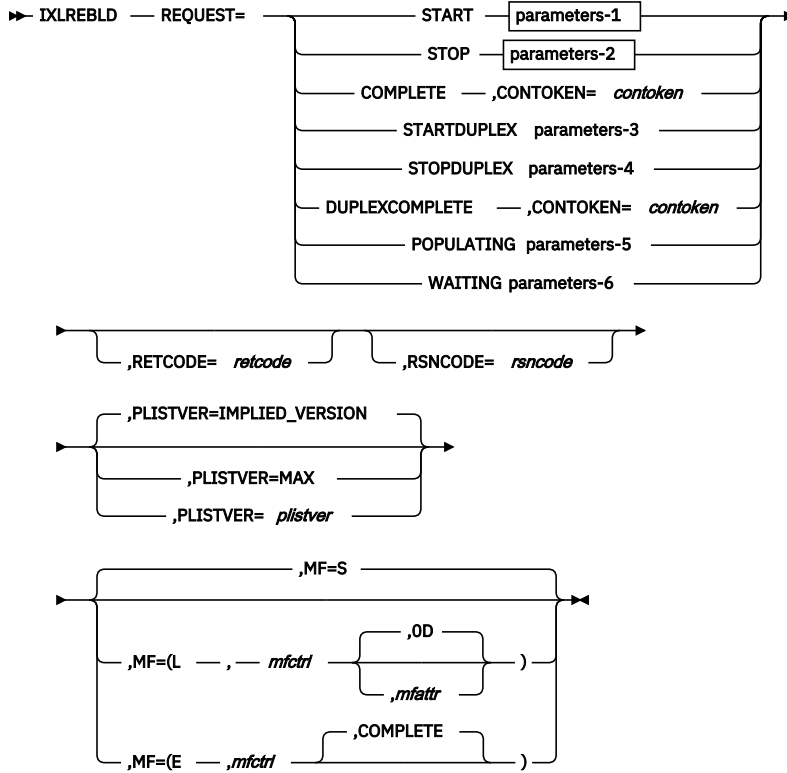 IXLREBLD REQUEST= START parameters-1
STOP parameters-2
COMPLETE ,CONTOKEN= contoken
STARTDUPLEX parameters-3
STOPDUPLEX parameters-4
DUPLEXCOMPLETE ,CONTOKEN= contoken
POPULATING parameters-5
WAITING parameters-6
,RETCODE= retcode ,RSNCODE= rsncode
,PLISTVER=IMPLIED_VERSION
,PLISTVER=MAX
,PLISTVER= plistver
,MF=S
,0D
,MF=(L , mfctrl )
,mfattr
,COMPLETE
,MF=(E ,mfctrl )